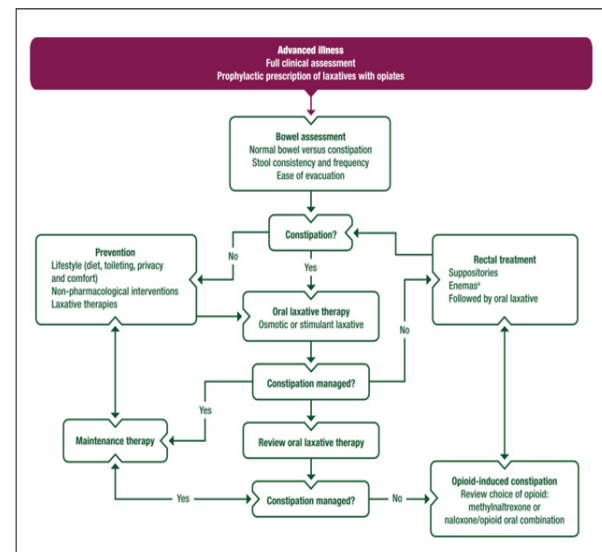 Advanced illness
Full clinical assessment
Prophylactic prescription of laxatives with opiates
Bowel assessment
Normal bowel versus constipation
Stool consistency and frequency
Ease of evacuation
Constipation?
No
Yes
Prevention
Lifestyle (diet, toileting, privacy
and comfort)
Non-pharmacological interventions
Laxative therapies
Rectal treatment
Suppositories
Enemasᵃ
Followed by oral laxative
Oral laxative therapy
Osmotic or stimulant laxative
No
Constipation managed?
Yes
Maintenance therapy
Review oral laxative therapy
Opioid-induced constipation
Review choice of opioid:
methylnaltrexone or
naloxone/opioid oral combination
Yes
Constipation managed?
No